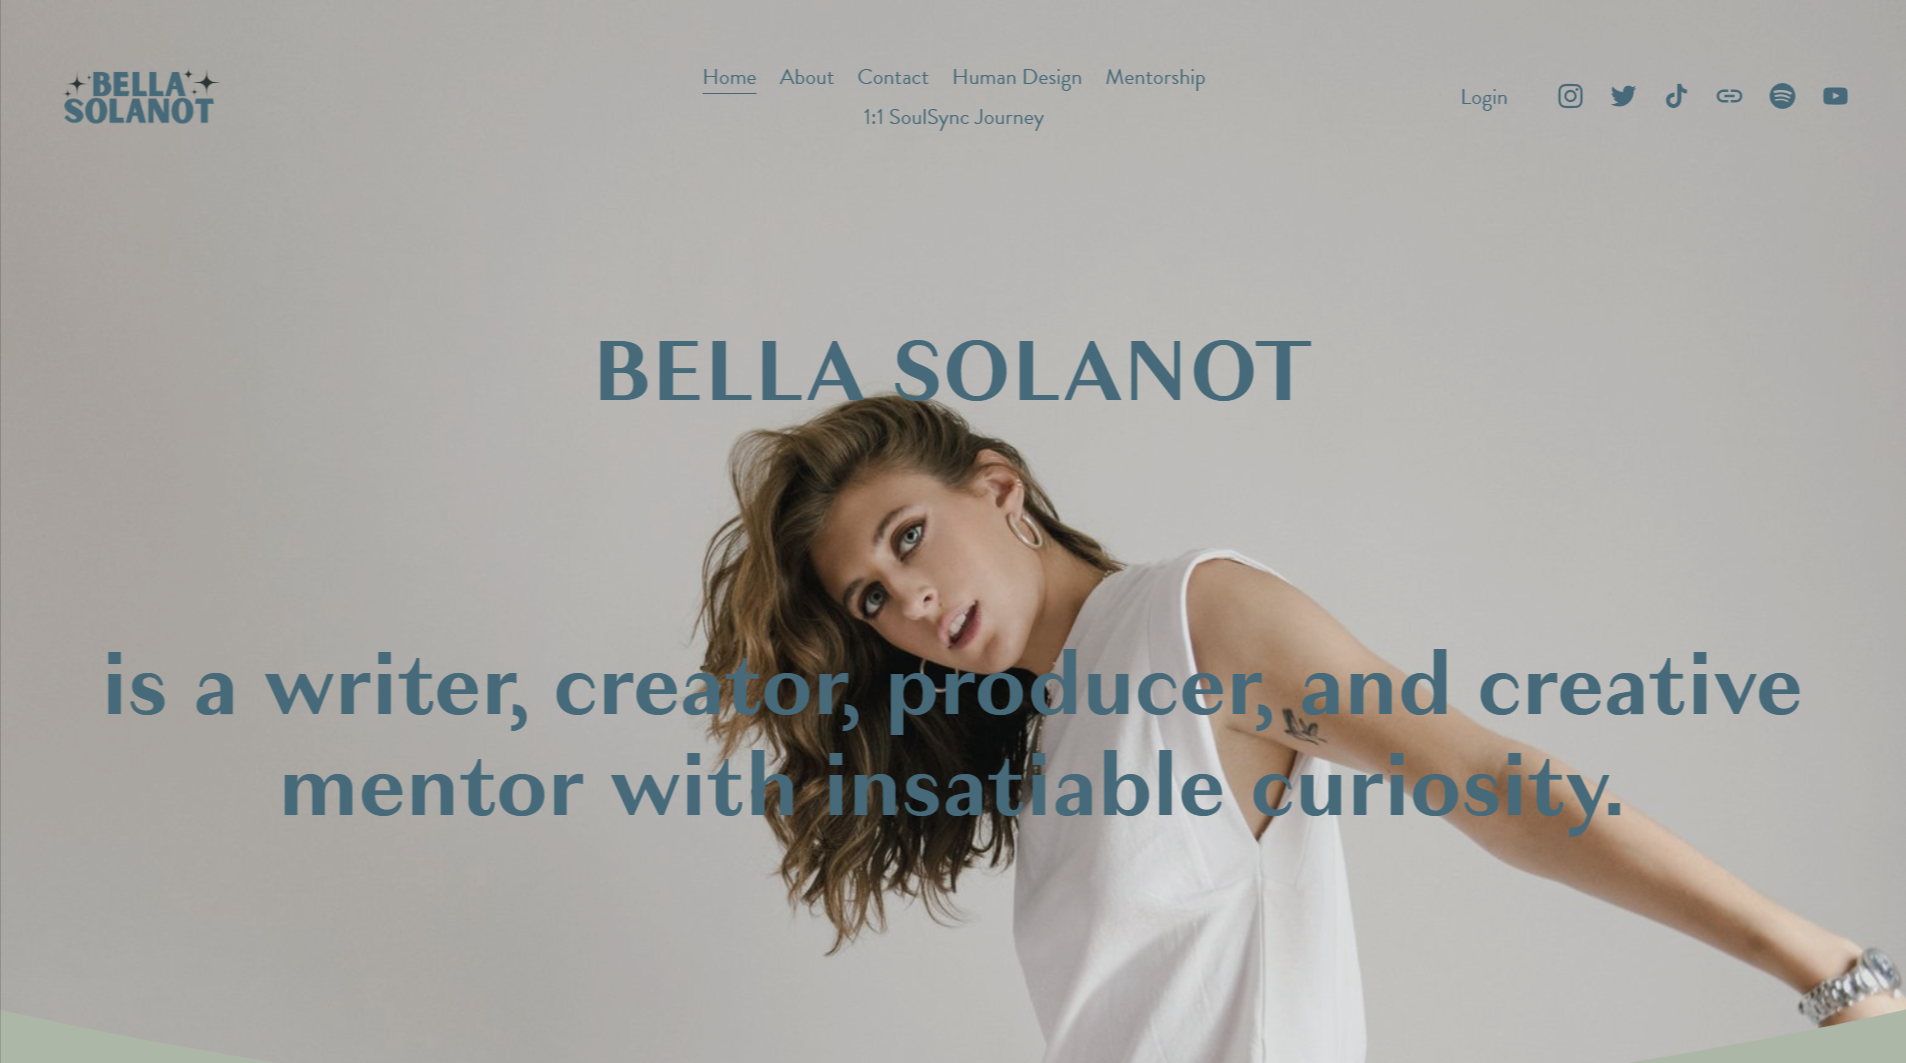 BELLA
SOLANOT
Home About Contact Human Design Mentorship
1:1 SoulSync Journey
Login
BELLA SOLANOT
is a writer, creator, producer, and creative
mentor with insatiable curiosity.